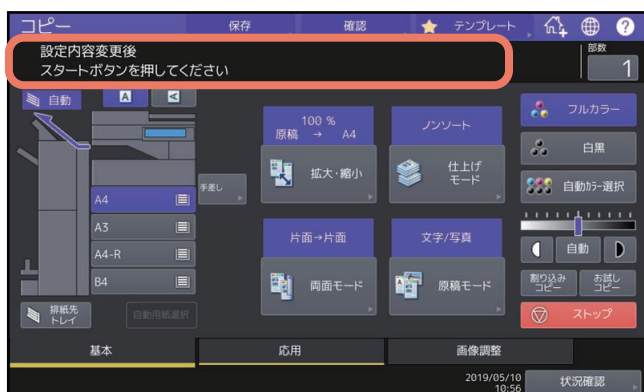 コピー
保存
確認
テンプレート
?
設定内容変更後
スタートボタンを押してください
部数
1
自動
A
A
100 %
原稿 → A4
ノンソート
フルカラー
拡大・縮小
仕上げ
モード
白黒
手差し
自動カラー選択
A4
A3
A4-R
B4
片面→片面
文字/写真
自動
両面モード
原稿モード
割り込み
コピー
お試し
コピー
排紙先
トレイ
自動用紙選択
ストップ
基本
応用
画像調整
2019/05/10
10:56
状況確認